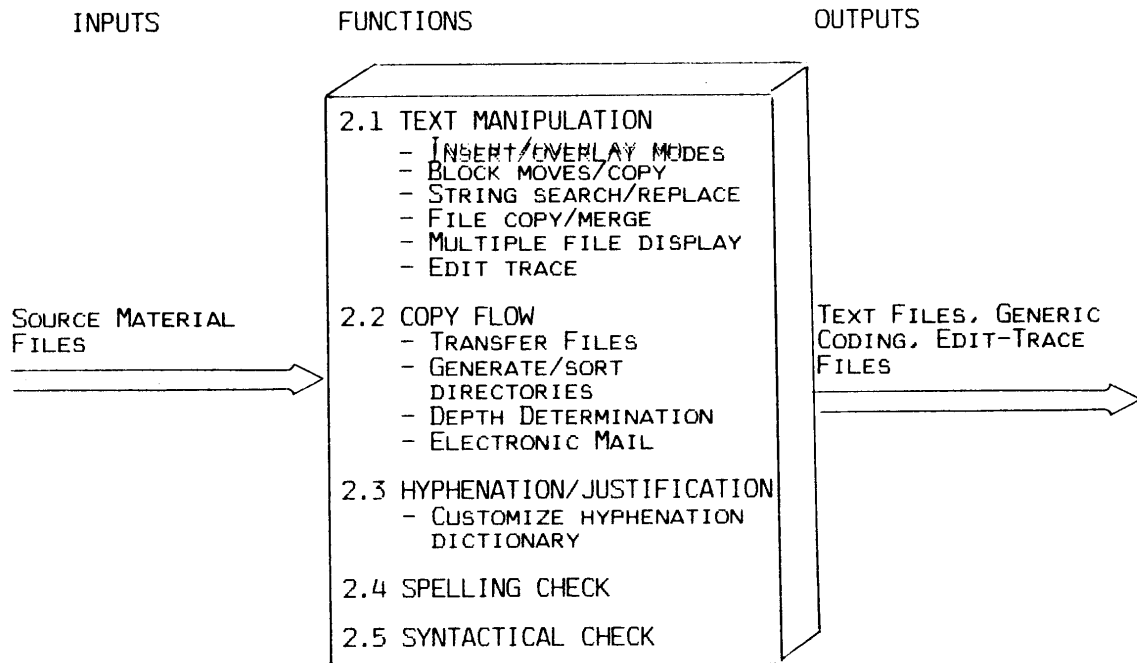 INPUTS FUNCTIONS OUTPUTS
2.1 TEXT MANIPULATION
- INSERT/OVERLAY MODES
- BLOCK MOVES/COPY
- STRING SEARCH/REPLACE
- FILE COPY/MERGE
- MULTIPLE FILE DISPLAY
- EDIT TRACE
SOURCE MATERIAL
FILES
2.2 COPY FLOW
- TRANSFER FILES
- GENERATE/SORT
DIRECTORIES
- DEPTH DETERMINATION
- ELECTRONIC MAIL
2.3 HYPHENATION/JUSTIFICATION
- CUSTOMIZE HYPHENATION
DICTIONARY
2.4 SPELLING CHECK
2.5 SYNTACTICAL CHECK
TEXT FILES, GENERIC
CODING, EDIT-TRACE
FILES